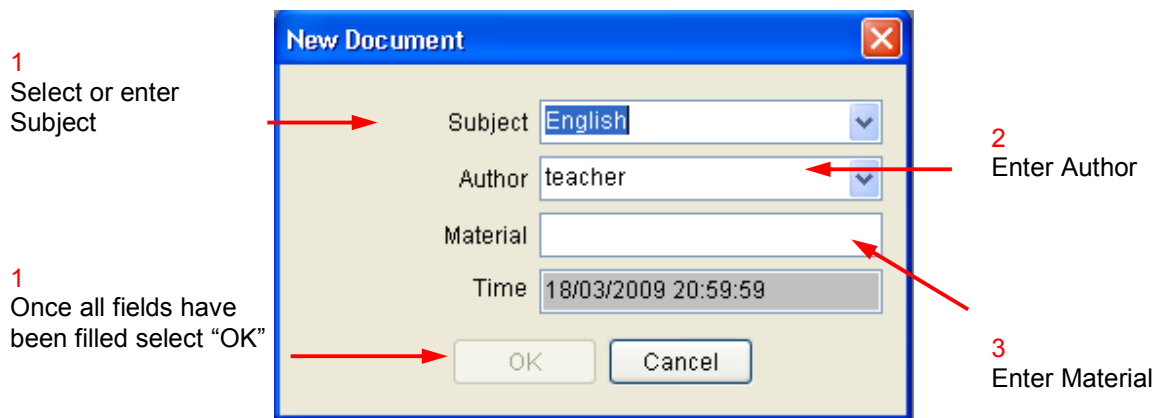 New Document
1
Select or enter
Subject
Subject English
2
Enter Author
Author teacher
Material
1
Once all fields have
been filled select “OK”
Time 18/03/2009 20:59:59
OK Cancel
3
Enter Material